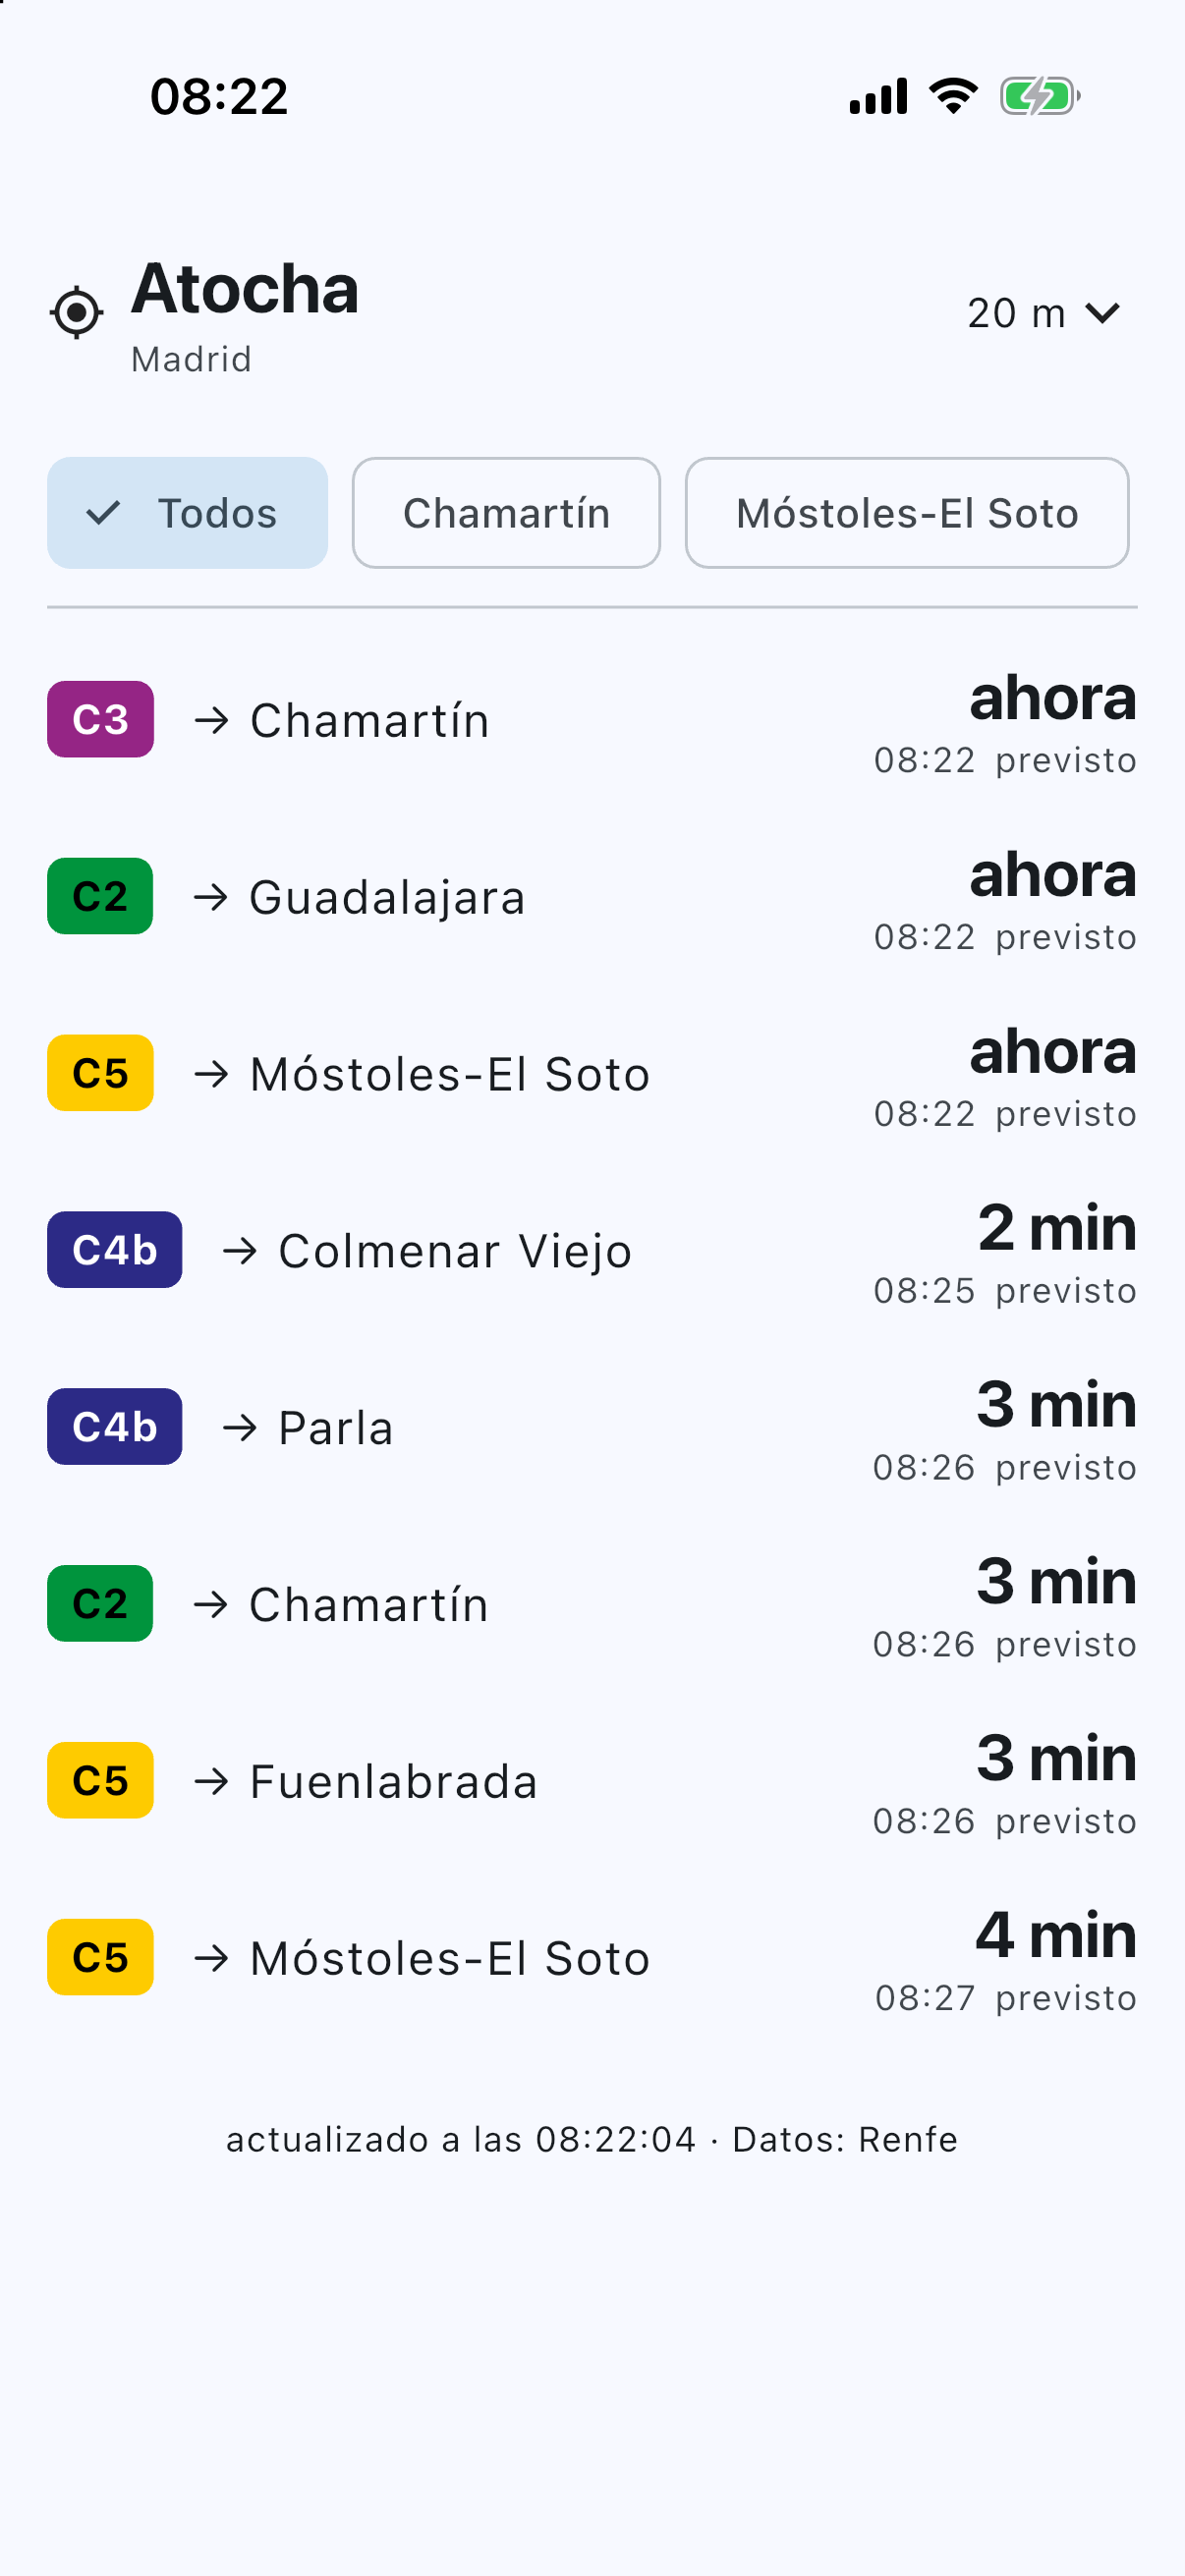 08:22
Atocha
Madrid
20 m
Todos
Chamartín
Móstoles-El Soto
C3 → Chamartín
ahora
08:22 previsto
C2 → Guadalajara
ahora
08:22 previsto
C5 → Móstoles-El Soto
ahora
08:22 previsto
C4b → Colmenar Viejo
2 min
08:25 previsto
C4b → Parla
3 min
08:26 previsto
C2 → Chamartín
3 min
08:26 previsto
C5 → Fuenlabrada
3 min
08:26 previsto
C5 → Móstoles-El Soto
4 min
08:27 previsto
actualizado a las 08:22:04 · Datos: Renfe